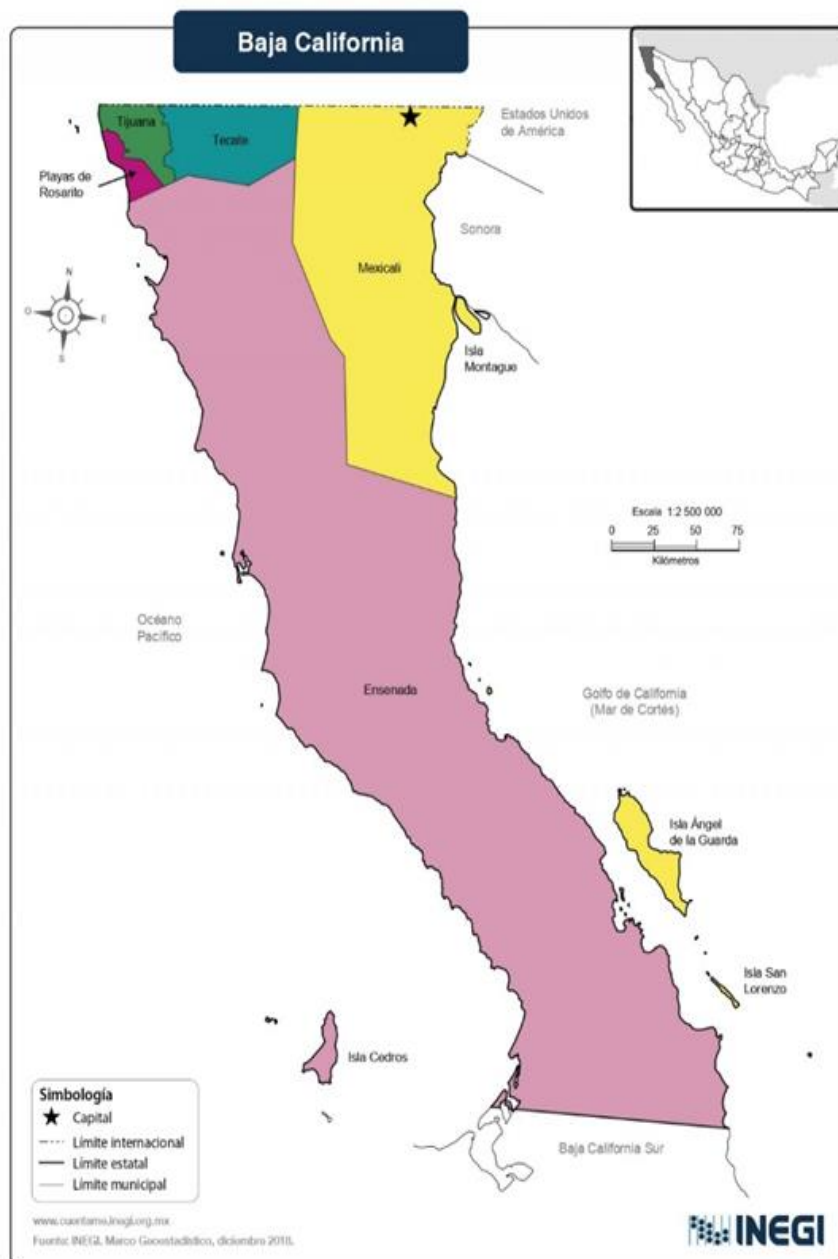 Baja California
Estados Unidos
de América
Tijuana
Tecate
Playas de
Rosarito
Sonora
Mexicali
N
O
E
S
Isla
Montague
Escala 1:2 500 000
0 25 50 75
Kilómetros
Océano
Pacífico
Ensenada
Golfo de California
(Mar de Cortés)
Isla Ángel
de la Guarda
Isla San
Lorenzo
Isla Cedros
Simbología
Capital
Límite internacional
Límite estatal
Límite municipal
Baja California Sur
www.cuentame.inegi.org.mx
Fuente: INEGI. Marco Geoestadístico, diciembre 2018.
INEGI